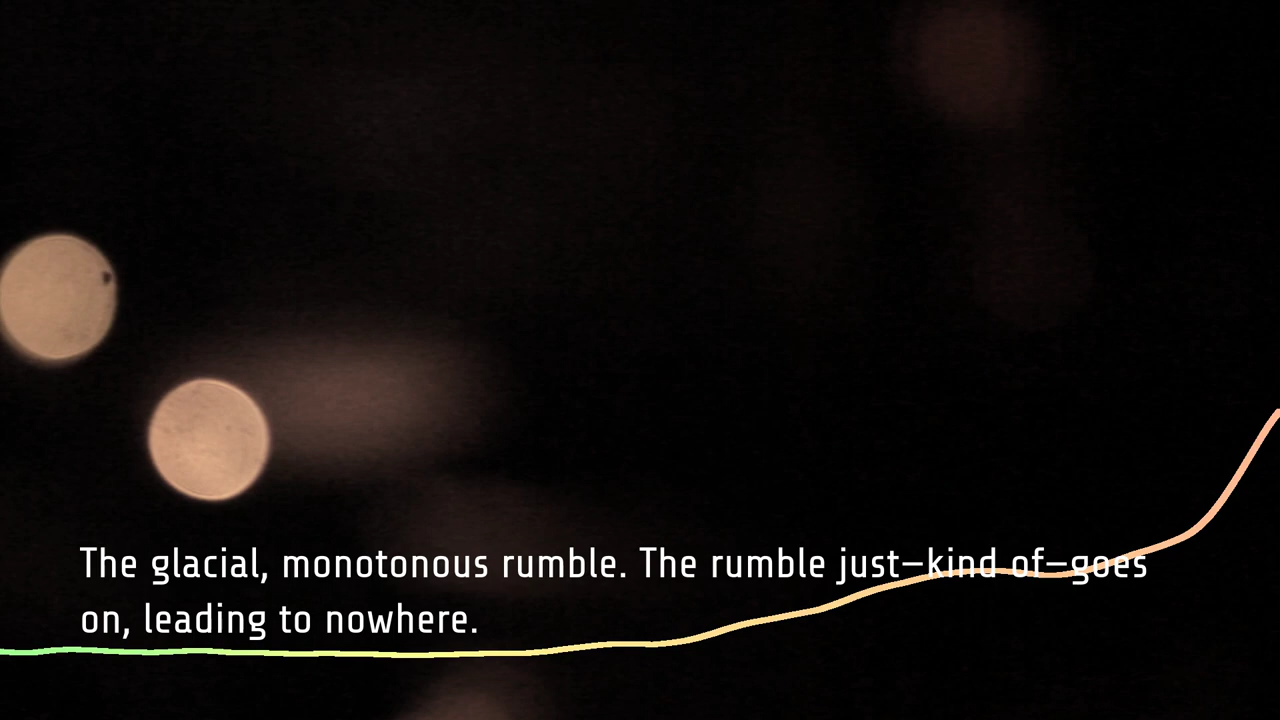 The glacial, monotonous rumble. The rumble just—kind of—goes
on, leading to nowhere.